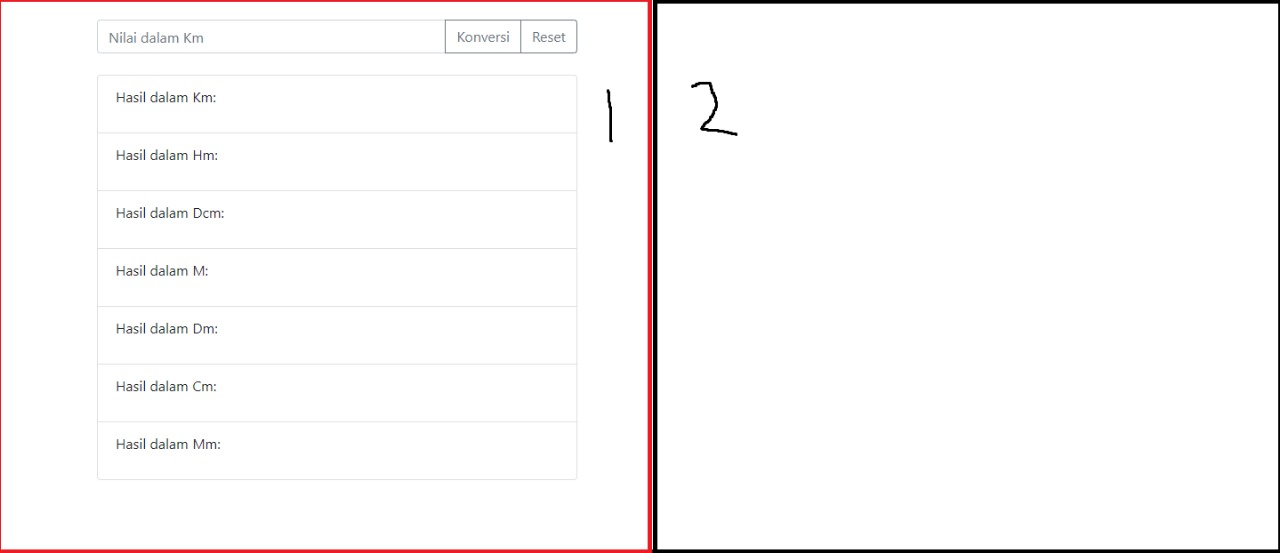 Nilai dalam Km Konversi Reset
Hasil dalam Km:
Hasil dalam Hm:
Hasil dalam Dcm:
Hasil dalam M:
Hasil dalam Dm:
Hasil dalam Cm:
Hasil dalam Mm:
1
2